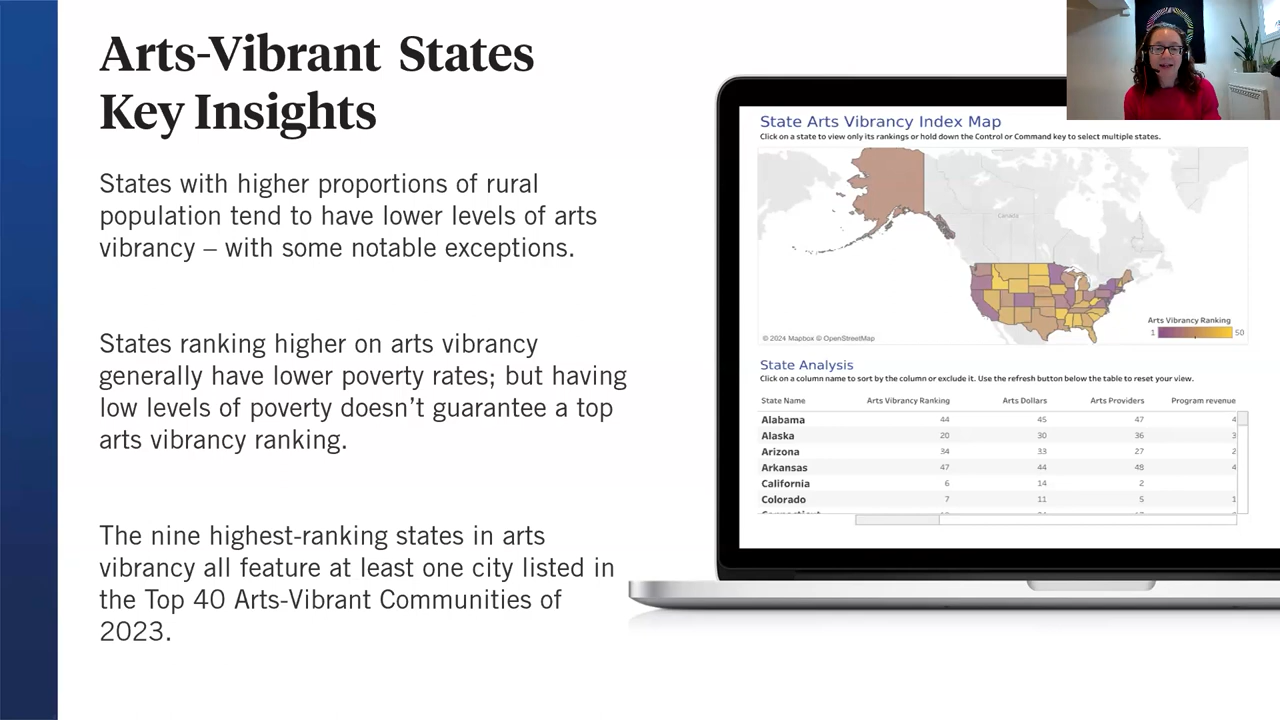 Arts-Vibrant States
Key Insights
States with higher proportions of rural
population tend to have lower levels of arts
vibrancy – with some notable exceptions.
States ranking higher on arts vibrancy
generally have lower poverty rates; but having
low levels of poverty doesn't guarantee a top
arts vibrancy ranking.
The nine highest-ranking states in arts
vibrancy all feature at least one city listed in
the Top 40 Arts-Vibrant Communities of
2023.
State Arts Vibrancy Index Map
Click on a state to view only its rankings or hold down the Control or Command key to select multiple states.
Canada
Arts Vibrancy Ranking
1 50
© 2024 Mapbox © OpenStreetMap
State Analysis
Click on a column name to sort by the column or exclude it. Use the refresh button below the table to reset your view.
State Name Arts Vibrancy Ranking Arts Dollars Arts Providers Program revenue
Alabama 44 45 47 4
Alaska 20 30 36 3
Arizona 34 33 27 2
Arkansas 47 44 48 4
California 6 14 2
Colorado 7 11 5 1